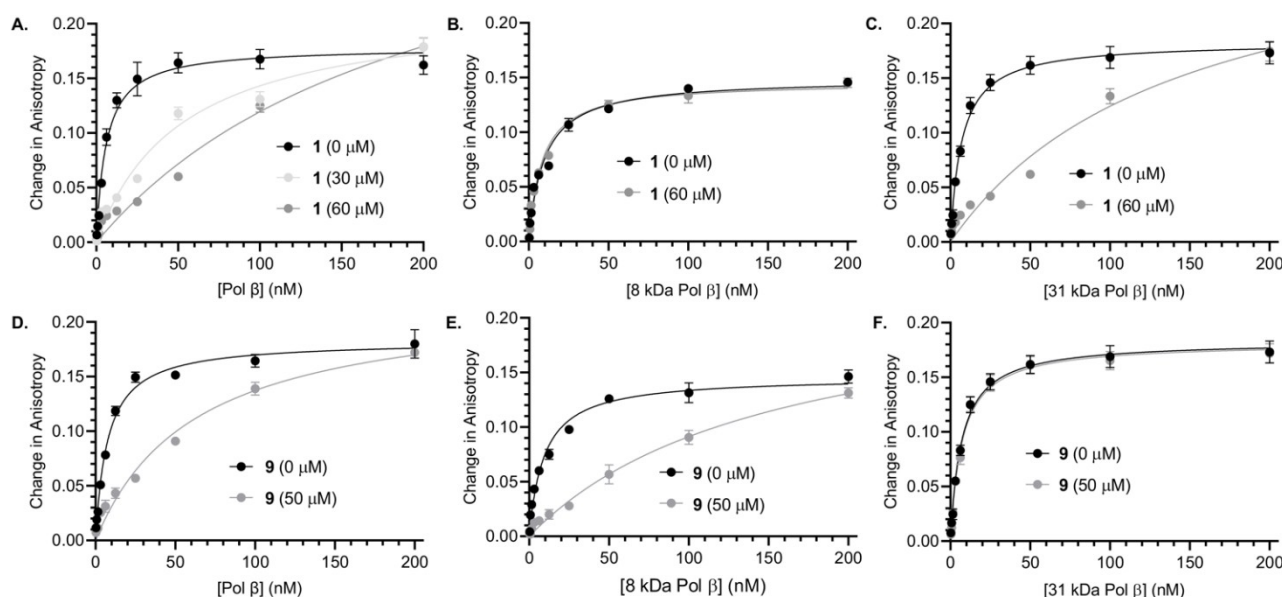 A.
0.20
0.15
0.10
0.05
0.00
Change in Anisotropy
1 (0 μM)
1 (30 μM)
1 (60 μM)
0 50 100 150 200
[Pol β] (nM)
B.
0.20
0.15
0.10
0.05
0.00
Change in Anisotropy
1 (0 μM)
1 (60 μM)
0 50 100 150 200
[8 kDa Pol β] (nM)
C.
0.20
0.15
0.10
0.05
0.00
Change in Anisotropy
1 (0 μM)
1 (60 μM)
0 50 100 150 200
[31 kDa Pol β] (nM)
D.
0.20
0.15
0.10
0.05
0.00
Change in Anisotropy
9 (0 μM)
9 (50 μM)
0 50 100 150 200
[Pol β] (nM)
E.
0.20
0.15
0.10
0.05
0.00
Change in Anisotropy
9 (0 μM)
9 (50 μM)
0 50 100 150 200
[8 kDa Pol β] (nM)
F.
0.20
0.15
0.10
0.05
0.00
Change in Anisotropy
9 (0 μM)
9 (50 μM)
0 50 100 150 200
[31 kDa Pol β] (nM)